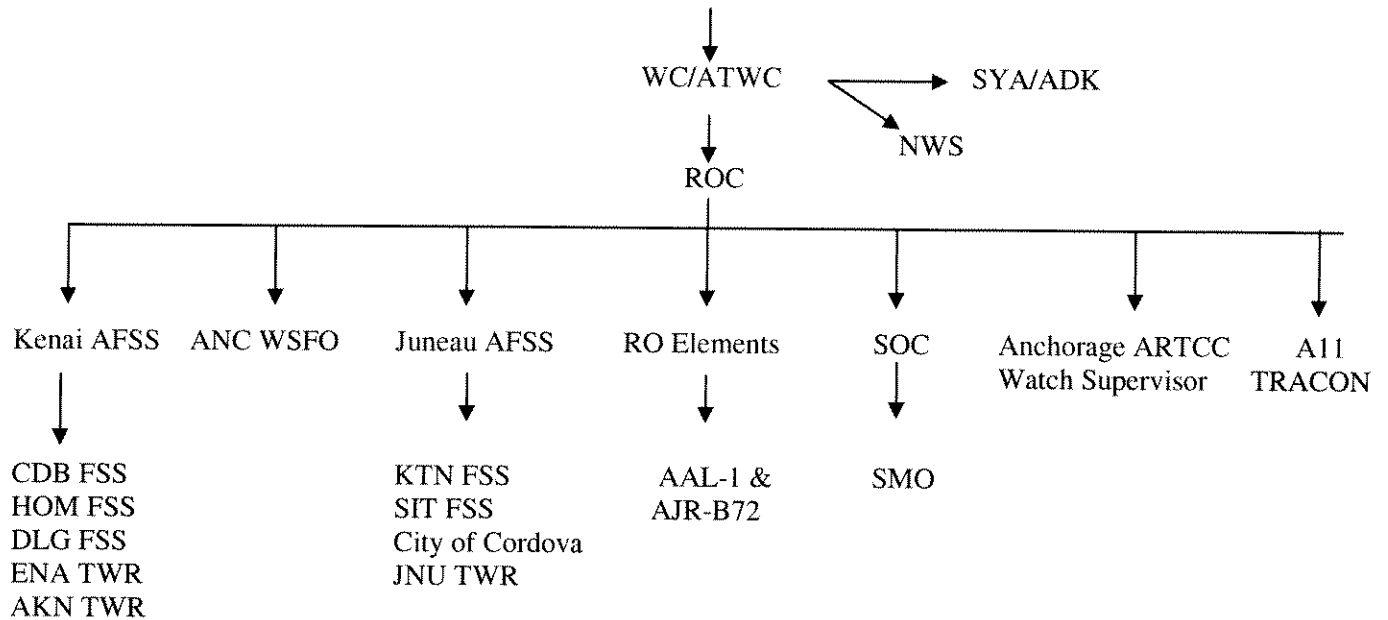 WC/ATWC
SYA/ADK
NWS
ROC
Kenai AFSS
ANC WSFO
Juneau AFSS
RO Elements
SOC
Anchorage ARTCC
Watch Supervisor
A11
TRACON
CDB FSS
HOM FSS
DLG FSS
ENA TWR
AKN TWR
KTN FSS
SIT FSS
City of Cordova
JNU TWR
AAL-1 &
AJR-B72
SMO